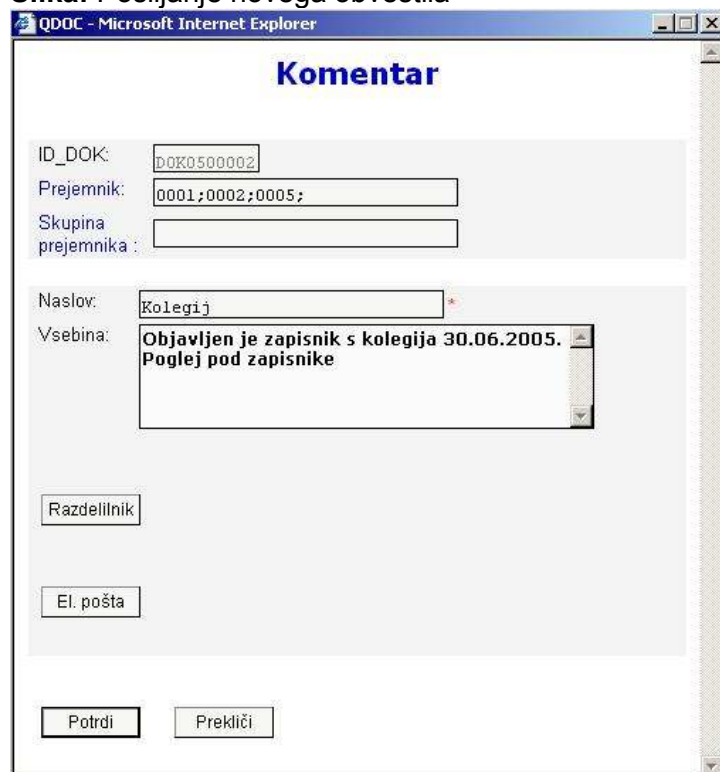 QDOC - Microsoft Internet Explorer
Komentar
ID_DOK: DOK0500002
Prejemnik: 0001;0002;0005;
Skupina
prejemnika :
Naslov: Kolegij *
Vsebina: Objavljen je zapisnik s kolegija 30.06.2005.
Poglej pod zapisnike
Razdelilnik
El. pošta
Potrdi Prekliči